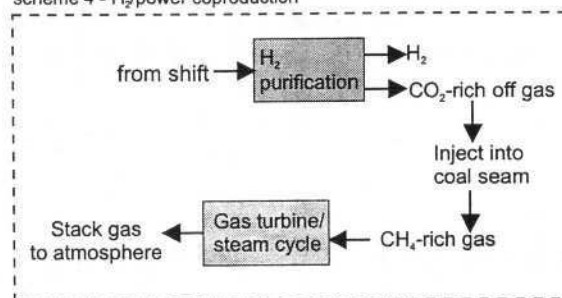 scheme 4 - H₂/power coproduction
from shift
H₂
purification
H₂
CO₂-rich off gas
Inject into
coal seam
CH₄-rich gas
Gas turbine/
steam cycle
Stack gas
to atmosphere